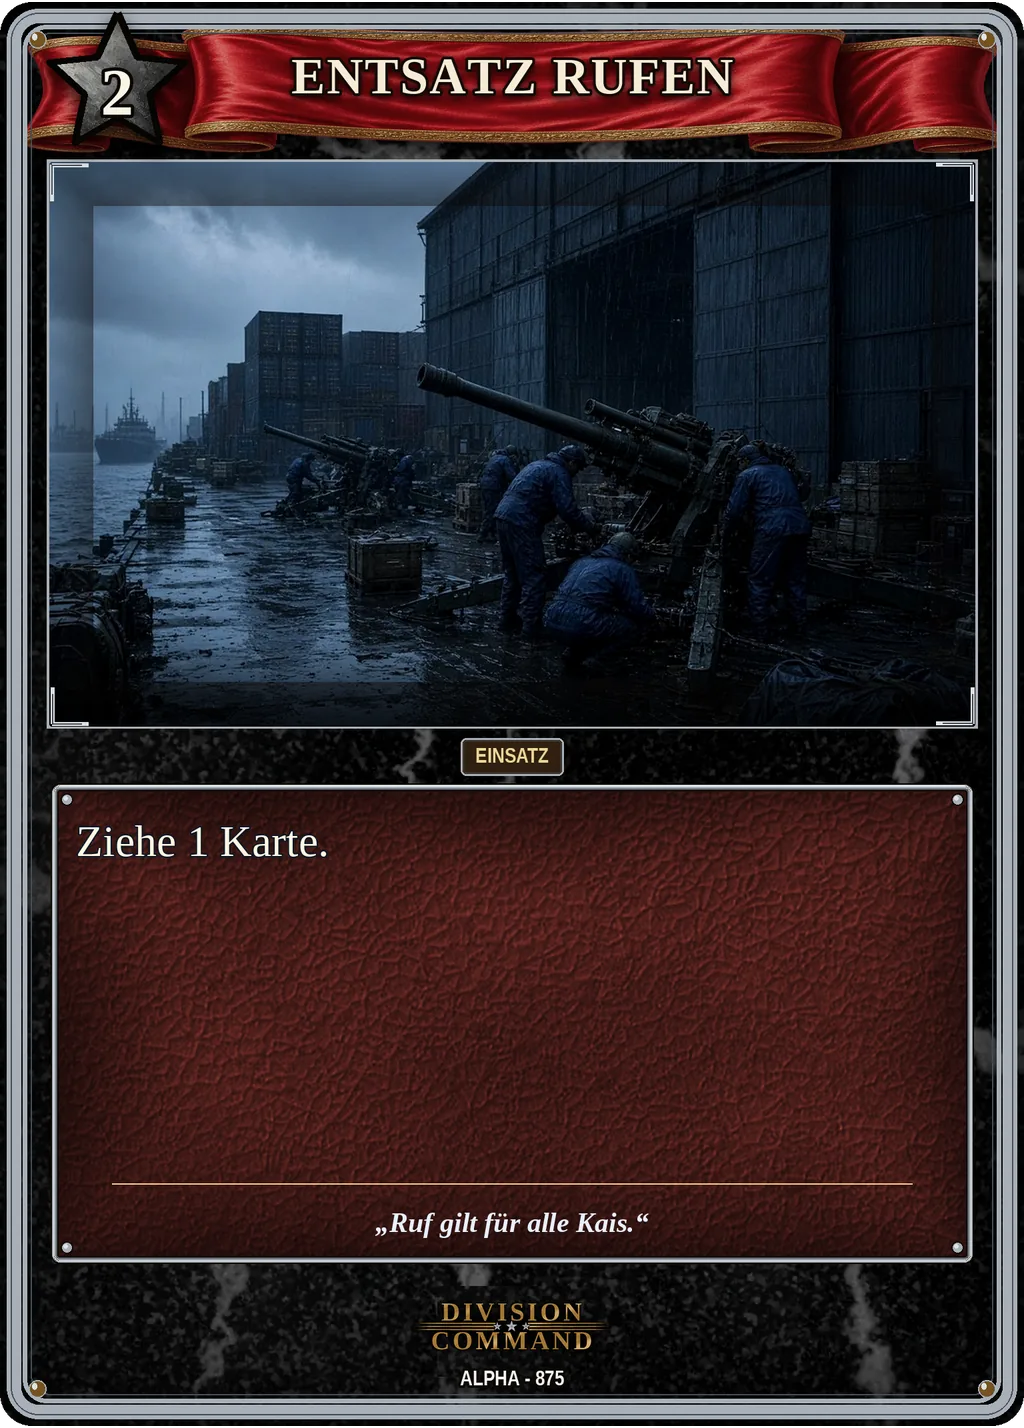 2
ENTSATZ RUFEN
EINSATZ
Ziehe 1 Karte.
„Ruf gilt für alle Kais.“
DIVISION
COMMAND
ALPHA - 875